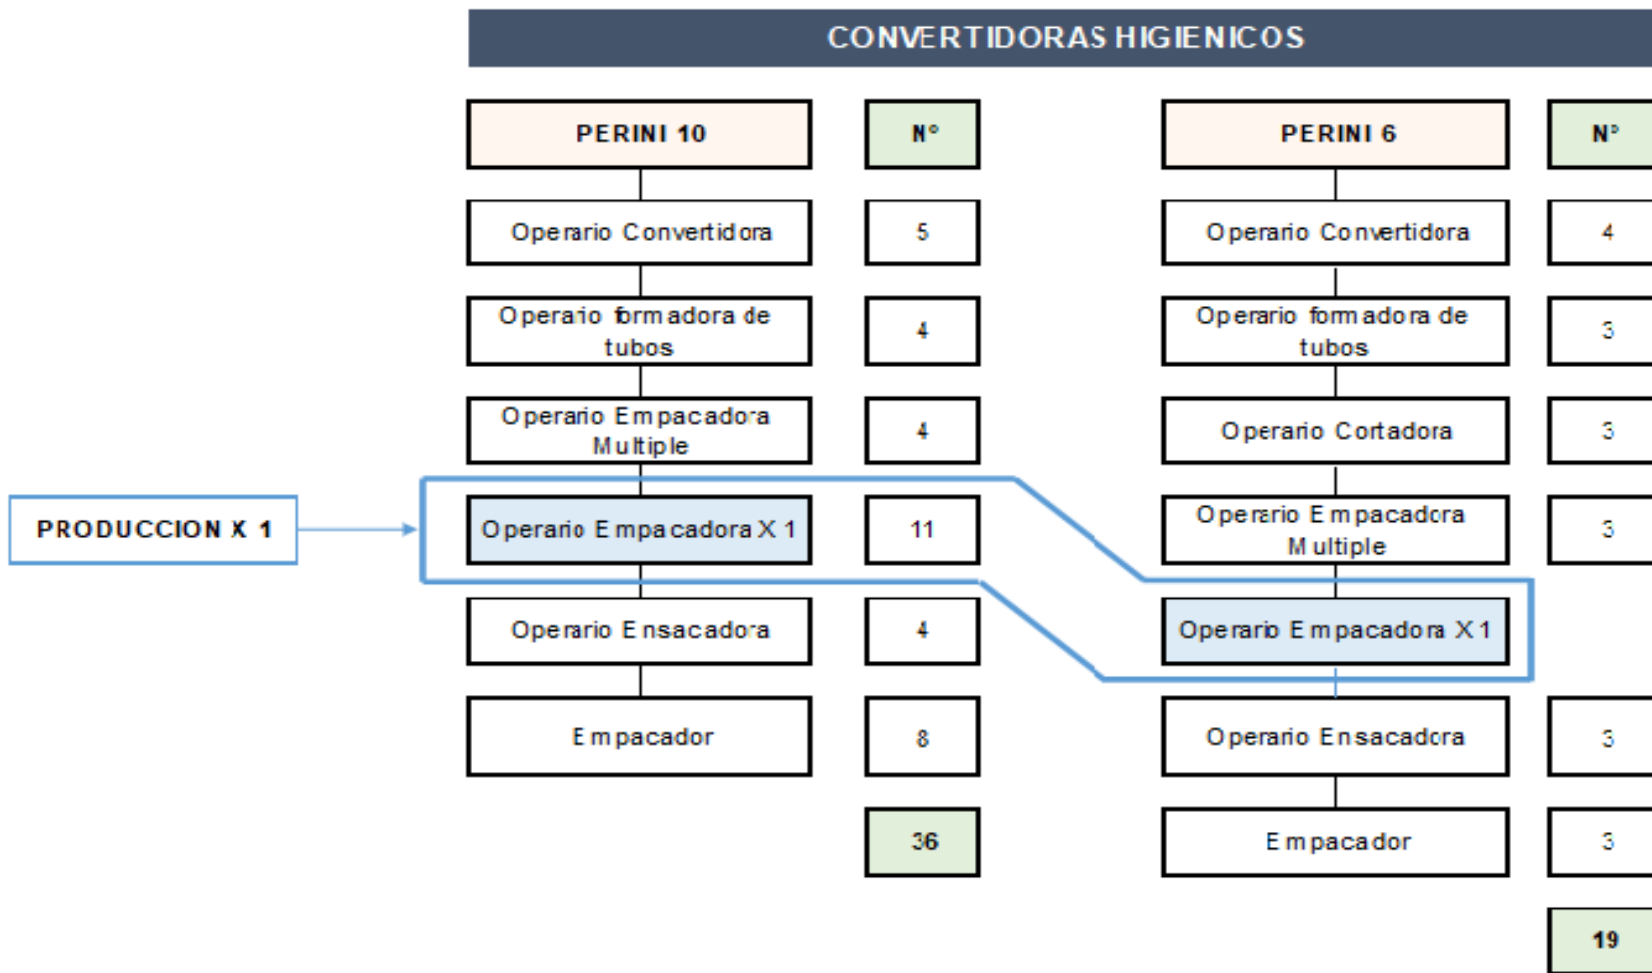 CONVERTIDORAS HIGIENICOS
PERINI 10
N°
PERINI 6
N°
Operario Convertidora
5
Operario Convertidora
4
Operario formadora de
tubos
4
Operario formadora de
tubos
3
Operario Empacadora
Multiple
4
Operario Cortadora
3
PRODUCCION X 1
Operario Empacadora X 1
11
Operario Empacadora
Multiple
3
Operario Ensacadora
4
Operario Empacadora X 1
Empacador
8
Operario Ensacadora
3
36
Empacador
3
19